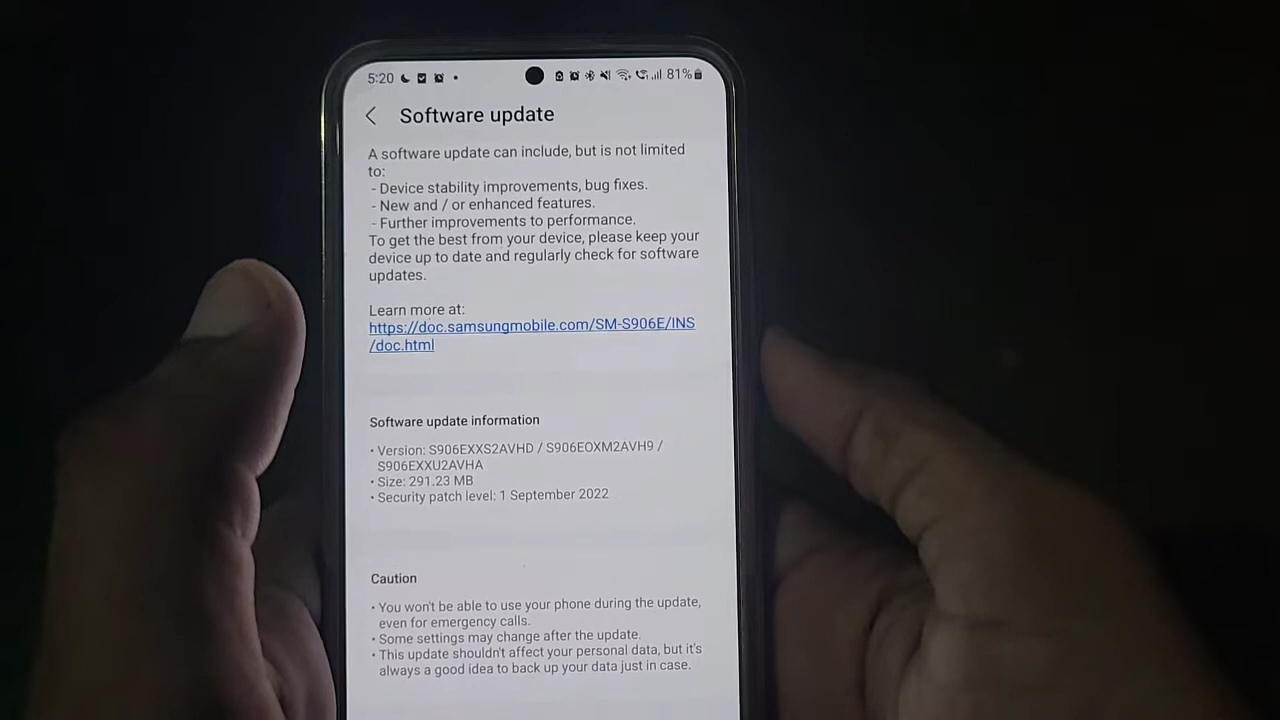 5:20 81%
Software update
A software update can include, but is not limited
to:
- Device stability improvements, bug fixes.
- New and / or enhanced features.
- Further improvements to performance.
To get the best from your device, please keep your
device up to date and regularly check for software
updates.
Learn more at:
https://doc.samsungmobile.com/SM-S906E/INS
/doc.html
Software update information
• Version: S906EXXS2AVHD / S906EOXM2AVH9 /
S906EXXU2AVHA
• Size: 291.23 MB
• Security patch level: 1 September 2022
Caution
• You won't be able to use your phone during the update,
even for emergency calls.
• Some settings may change after the update.
• This update shouldn't affect your personal data, but it's
always a good idea to back up your data just in case.